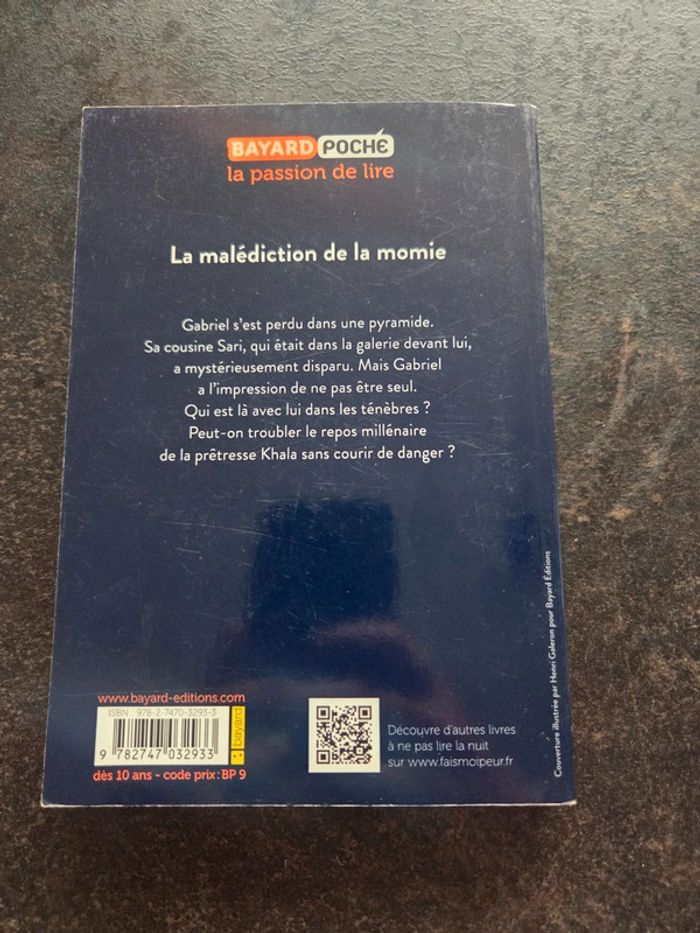 BAYARD POCHE
la passion de lire
La malédiction de la momie
Gabriel s'est perdu dans une pyramide.
Sa cousine Sari, qui était dans la galerie devant lui,
a mystérieusement disparu. Mais Gabriel
a l'impression de ne pas être seul.
Qui est là avec lui dans les ténèbres ?
Peut-on troubler le repos millénaire
de la prêtresse Khala sans courir de danger ?
www.bayard-editions.com
ISBN : 978-2-7470-3293-3
9 782747 032933
bayard
dès 10 ans - code prix : BP 9
Découvre d'autres livres
à ne pas lire la nuit
sur www.faismoipeur.fr
Couverture illustrée par Henri Galeron pour Bayard Éditions